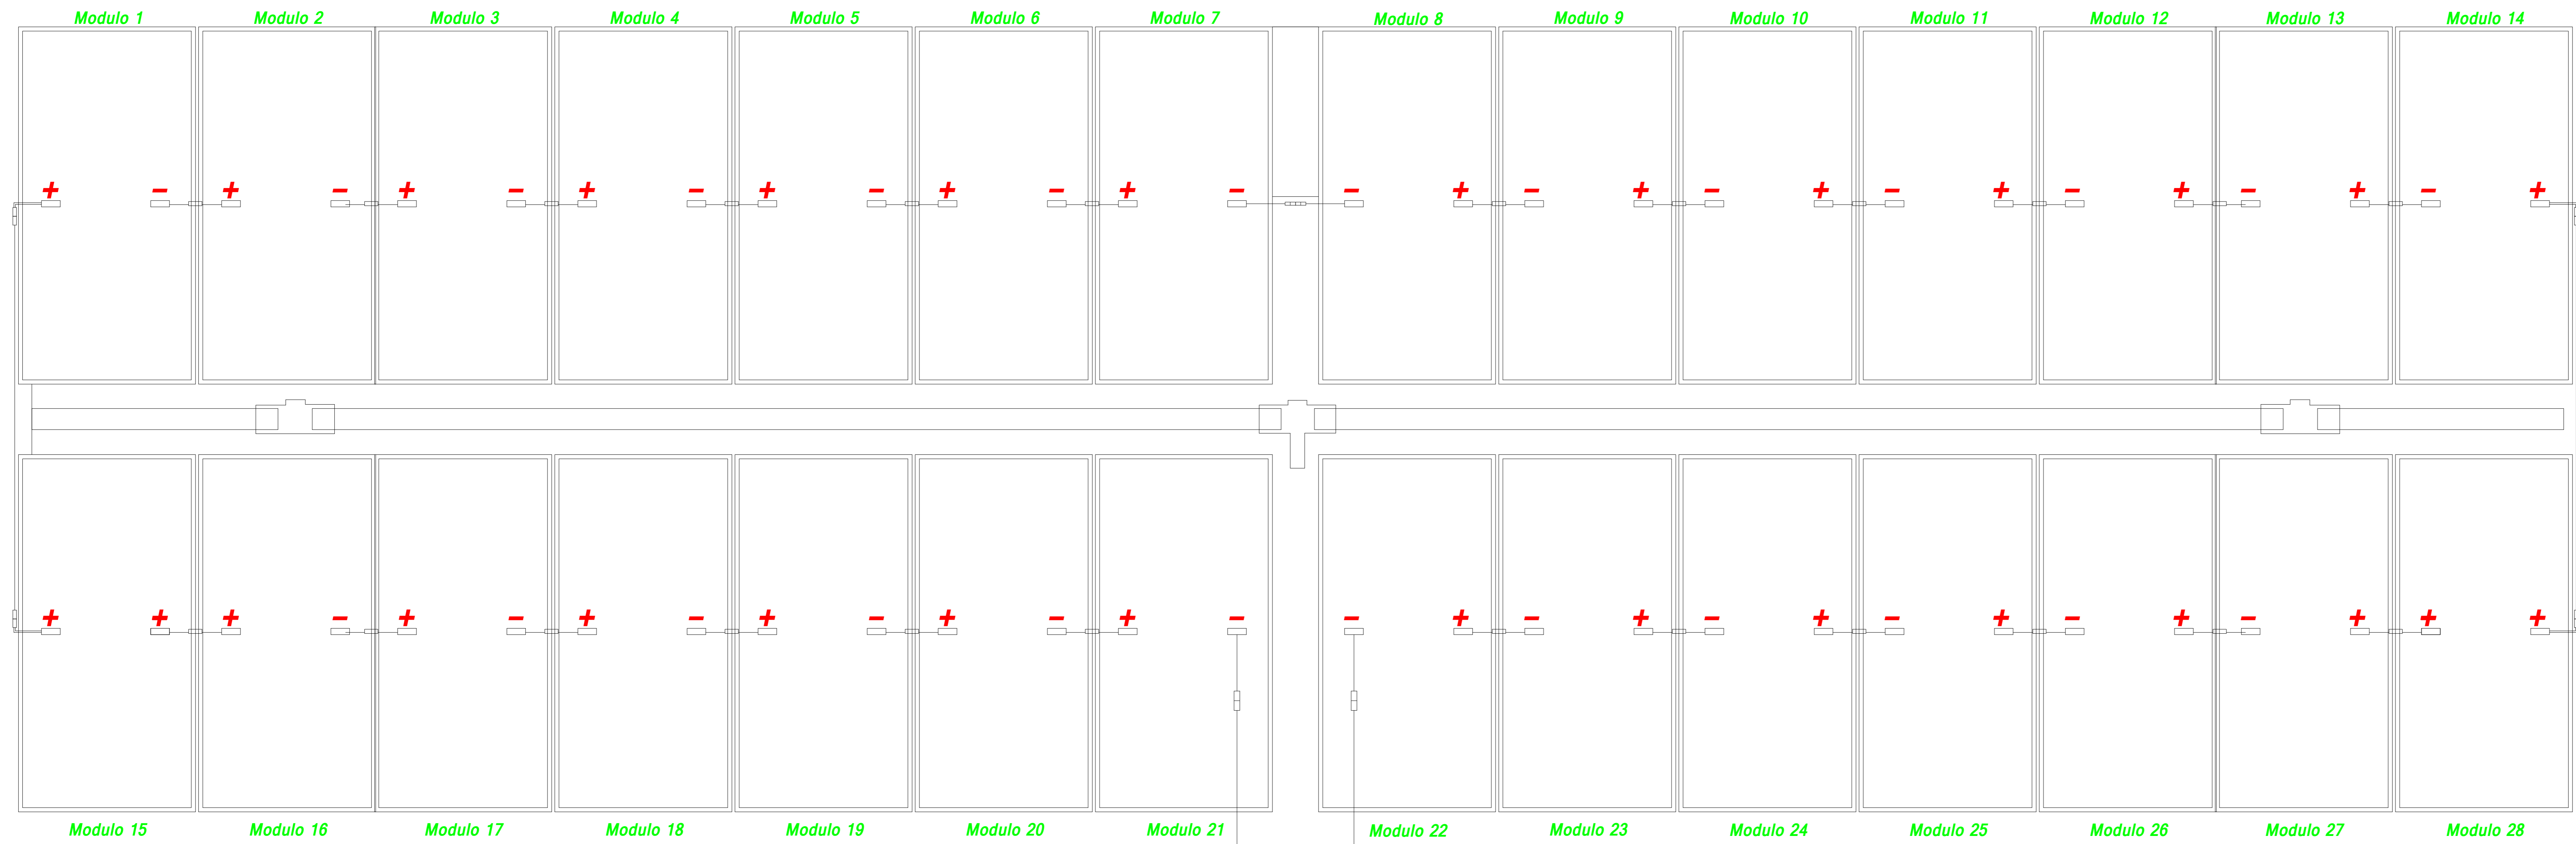 Modulo 1 Modulo 2 Modulo 3 Modulo 4 Modulo 5 Modulo 6 Modulo 7 Modulo 8 Modulo 9 Modulo 10 Modulo 11 Modulo 12 Modulo 13 Modulo 14
+ − + − + − + − + − + − + − − + − + − + − + − + − + − +
+ + + − + − + − + − + − + − − + − + − + − + − + − + + +
Modulo 15 Modulo 16 Modulo 17 Modulo 18 Modulo 19 Modulo 20 Modulo 21 Modulo 22 Modulo 23 Modulo 24 Modulo 25 Modulo 26 Modulo 27 Modulo 28